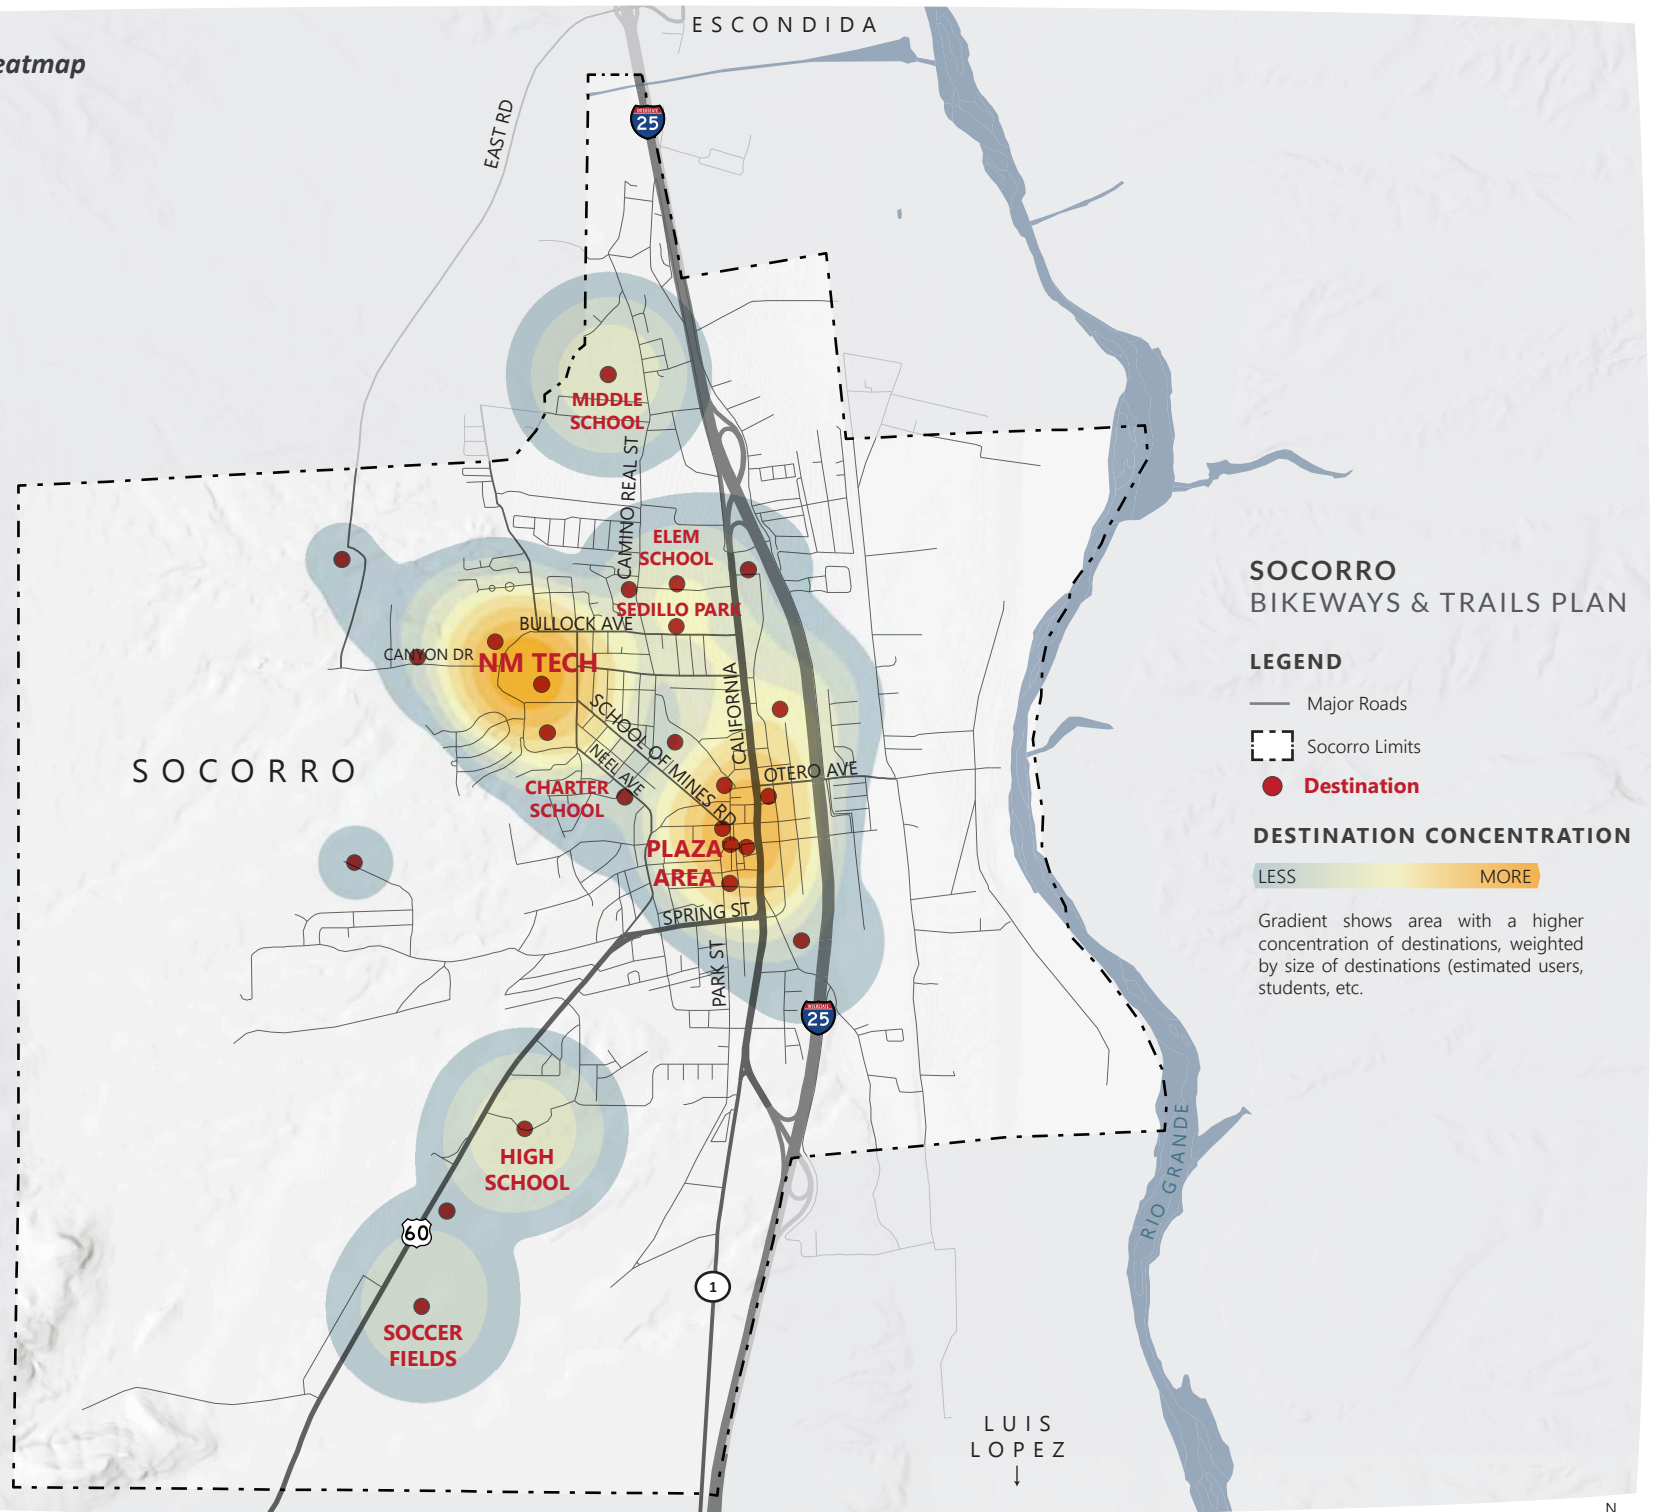 ESCONDIDA
eatmap
EAST RD
25
MIDDLE
SCHOOL
CAMINO REAL ST
ELEM
SCHOOL
SEDILLO PARK
BULLOCK AVE
CANYON DR
NM TECH
SCHOOL OF MINES RD
NEEL AVE
CALIFORNIA
OTERO AVE
CHARTER
SCHOOL
SOCORRO
PLAZA
AREA
SPRING ST
PARK ST
25
HIGH
SCHOOL
60
1
SOCCER
FIELDS
RIO GRANDE
LUIS
LOPEZ
SOCORRO
BIKEWAYS & TRAILS PLAN
LEGEND
Major Roads
Socorro Limits
Destination
DESTINATION CONCENTRATION
LESS MORE
Gradient shows area with a higher
concentration of destinations, weighted
by size of destinations (estimated users,
students, etc.
N